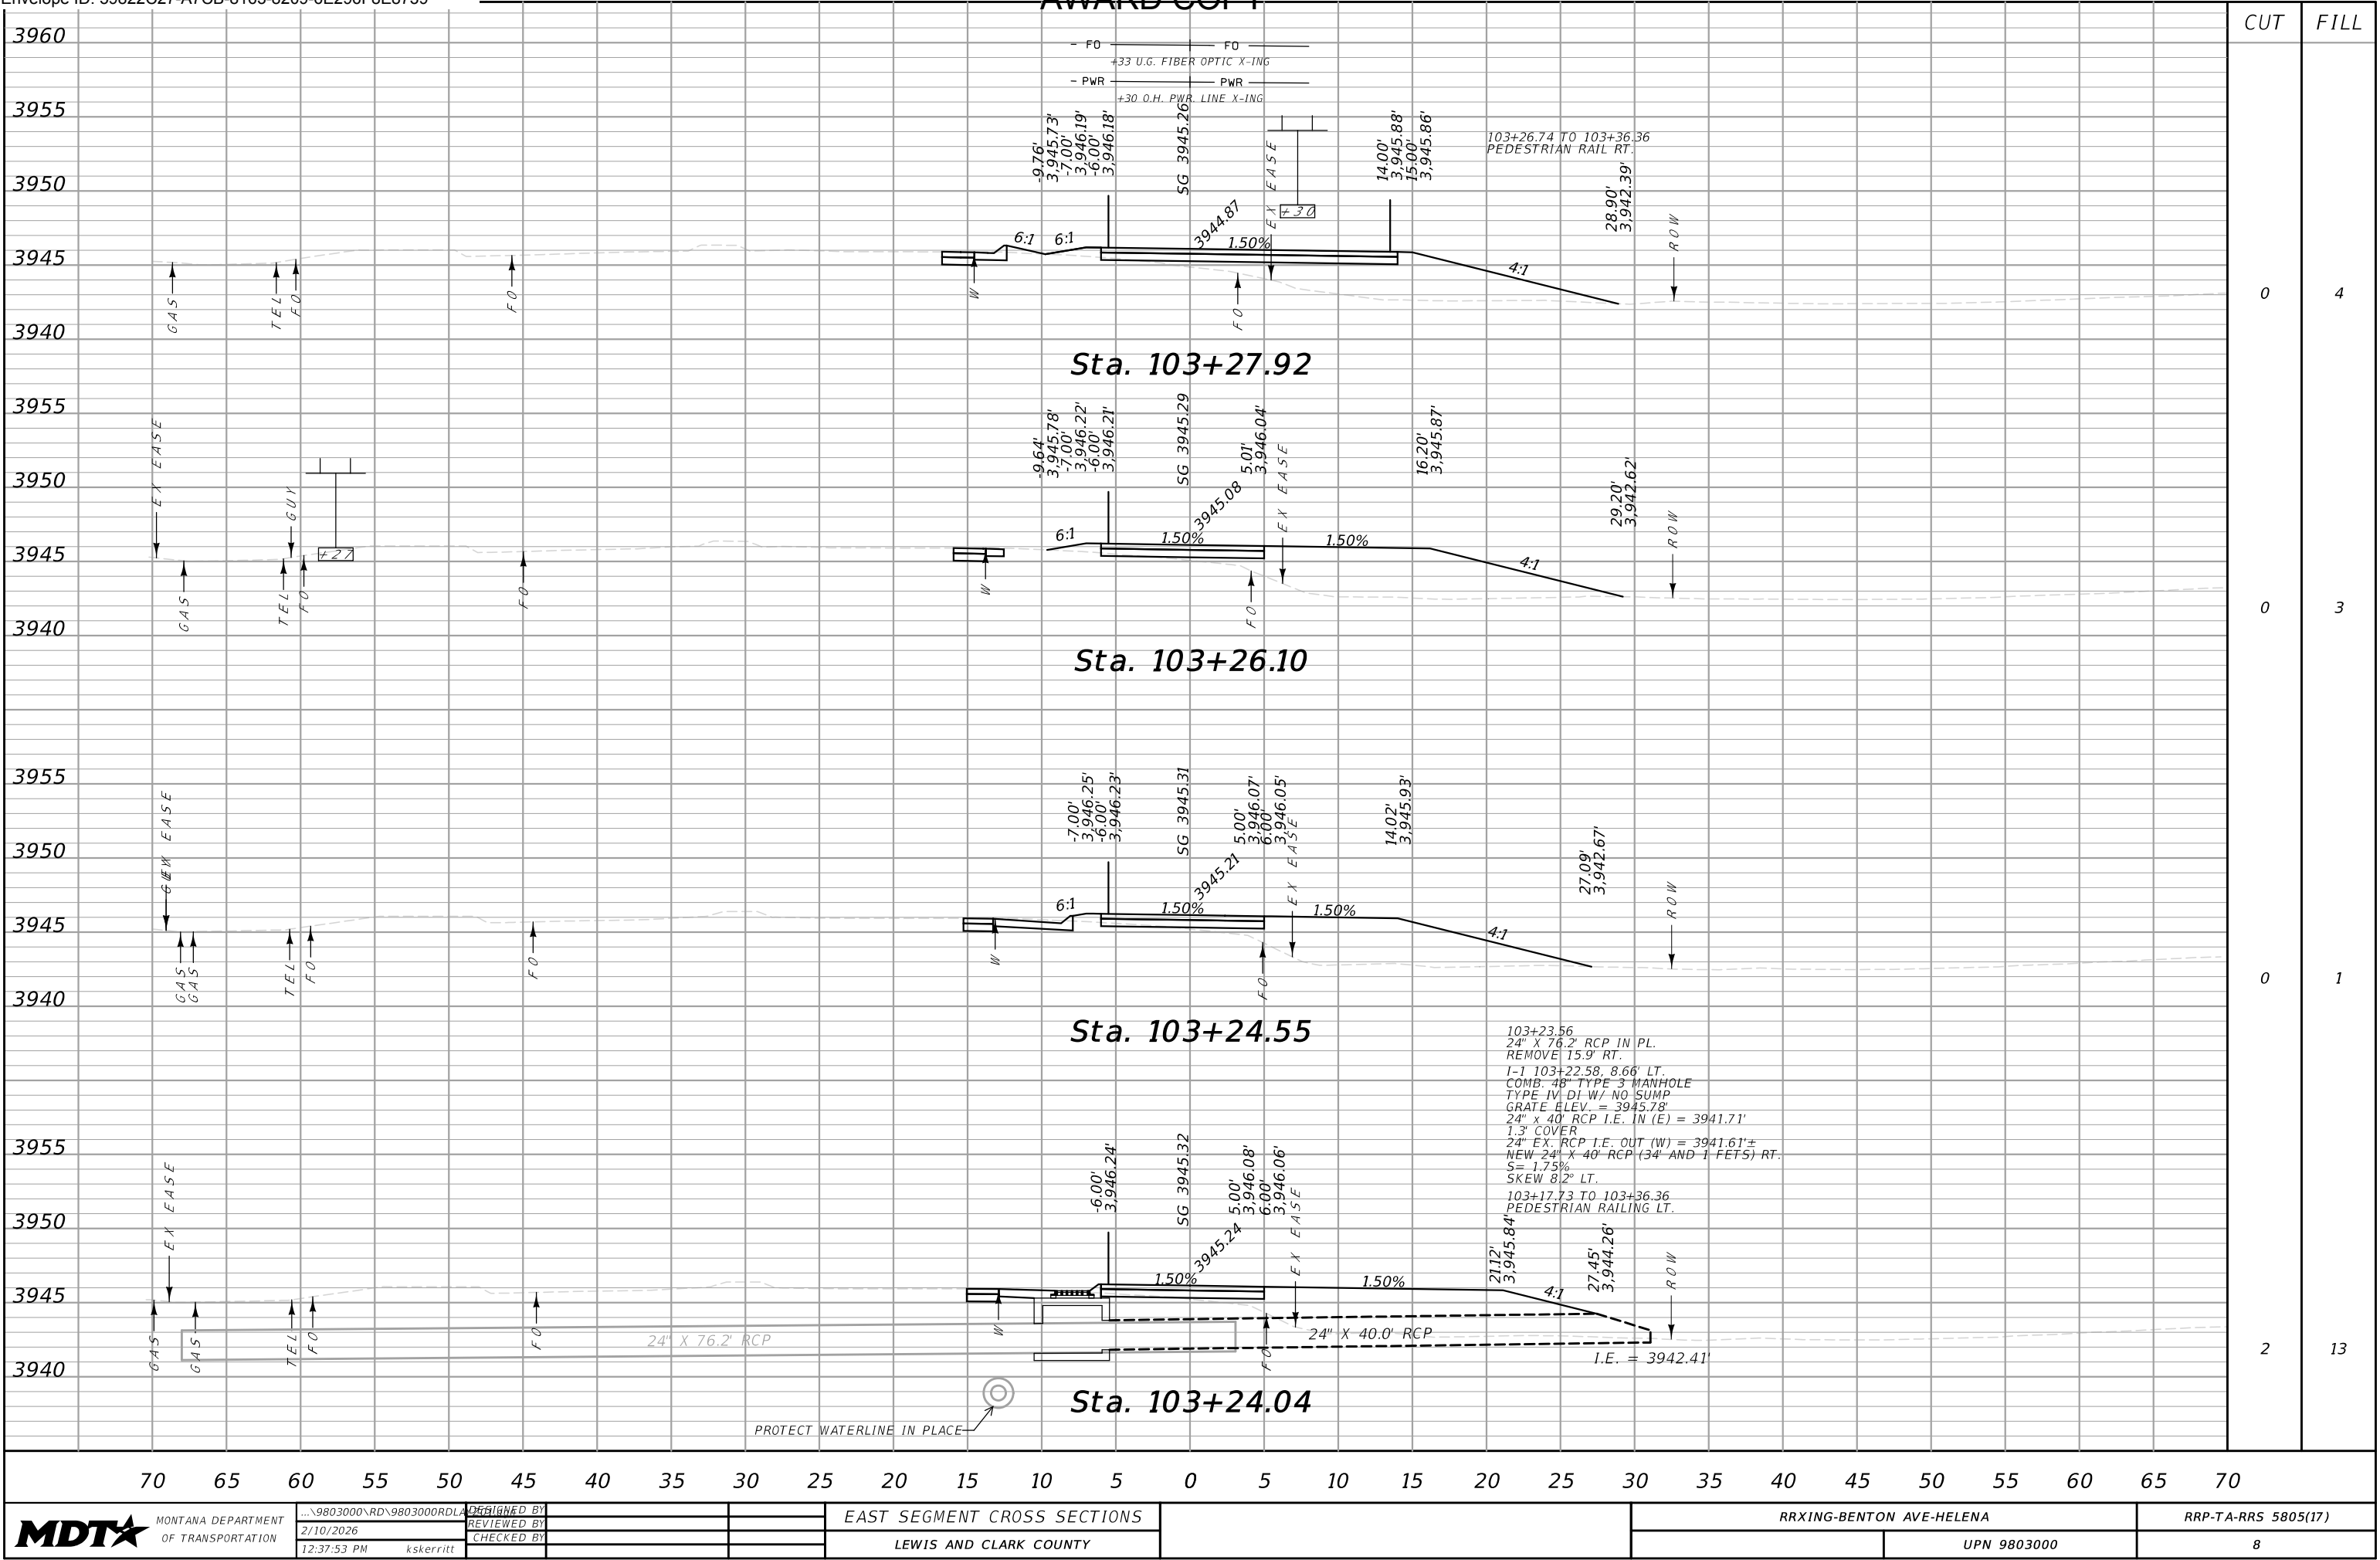 AWARD COPY
CUT FILL
3960
- FO FO
+33 U.G. FIBER OPTIC X-ING
- PWR PWR
+30 O.H. PWR. LINE X-ING
3955
3950
3945
3940
-9.76'
3,945.73'
-7.00'
3,946.19'
-6.00'
3,946.18'
SG 3945.26
3944.87
EX EASE
+30
14.00'
3,945.88'
15.00'
3,945.86'
103+26.74 TO 103+36.36
PEDESTRIAN RAIL RT.
28.90'
3,942.39'
ROW
6:1 6:1 1.50% 4:1
GAS TEL FO FO W FO
0 4
Sta. 103+27.92
3955
3950
3945
3940
EX EASE
GUY
+27
-9.64'
3,945.78'
-7.00'
3,946.22'
-6.00'
3,946.21'
SG 3945.29
3945.08
5.01'
3,946.04'
EX EASE
16.20'
3,945.87'
29.20'
3,942.62'
ROW
6:1 1.50% 1.50% 4:1
GAS TEL FO FO W FO
0 3
Sta. 103+26.10
3955
3950
3945
3940
EASE
-7.00'
3,946.25'
-6.00'
3,946.23'
SG 3945.31
3945.21
5.00'
3,946.07'
6.00'
3,946.05'
EX EASE
14.02'
3,945.93'
27.09'
3,942.67'
ROW
6:1 1.50% 1.50% 4:1
GAS GAS TEL FO FO W FO
0 1
Sta. 103+24.55
103+23.56
24" X 76.2' RCP IN PL.
REMOVE 15.9' RT.
I-1 103+22.58, 8.66' LT.
COMB. 48" TYPE 3 MANHOLE
TYPE IV DI W/ NO SUMP
GRATE ELEV. = 3945.78'
24" x 40' RCP I.E. IN (E) = 3941.71'
1.3' COVER
24" EX. RCP I.E. OUT (W) = 3941.61'±
NEW 24" X 40' RCP (34' AND 1 FETS) RT.
S= 1.75%
SKEW 8.2° LT.
103+17.73 TO 103+36.36
PEDESTRIAN RAILING LT.
3955
3950
3945
3940
EX EASE
-6.00'
3,946.24'
SG 3945.32
3945.24
5.00'
3,946.08'
6.00'
3,946.06'
EX EASE
21.12'
3,945.84'
27.45'
3,944.26'
ROW
1.50% 1.50% 4:1
GAS GAS TEL FO FO W FO
24" X 76.2' RCP
24" X 40.0' RCP
I.E. = 3942.41'
2 13
Sta. 103+24.04
PROTECT WATERLINE IN PLACE
70 65 60 55 50 45 40 35 30 25 20 15 10 5 0 5 10 15 20 25 30 35 40 45 50 55 60 65 70
MDT
MONTANA DEPARTMENT
OF TRANSPORTATION
2/10/2026
12:37:53 PM kskerritt
DESIGNED BY
REVIEWED BY
CHECKED BY
EAST SEGMENT CROSS SECTIONS
LEWIS AND CLARK COUNTY
RRXING-BENTON AVE-HELENA
UPN 9803000
RRP-TA-RRS 5805(17)
8